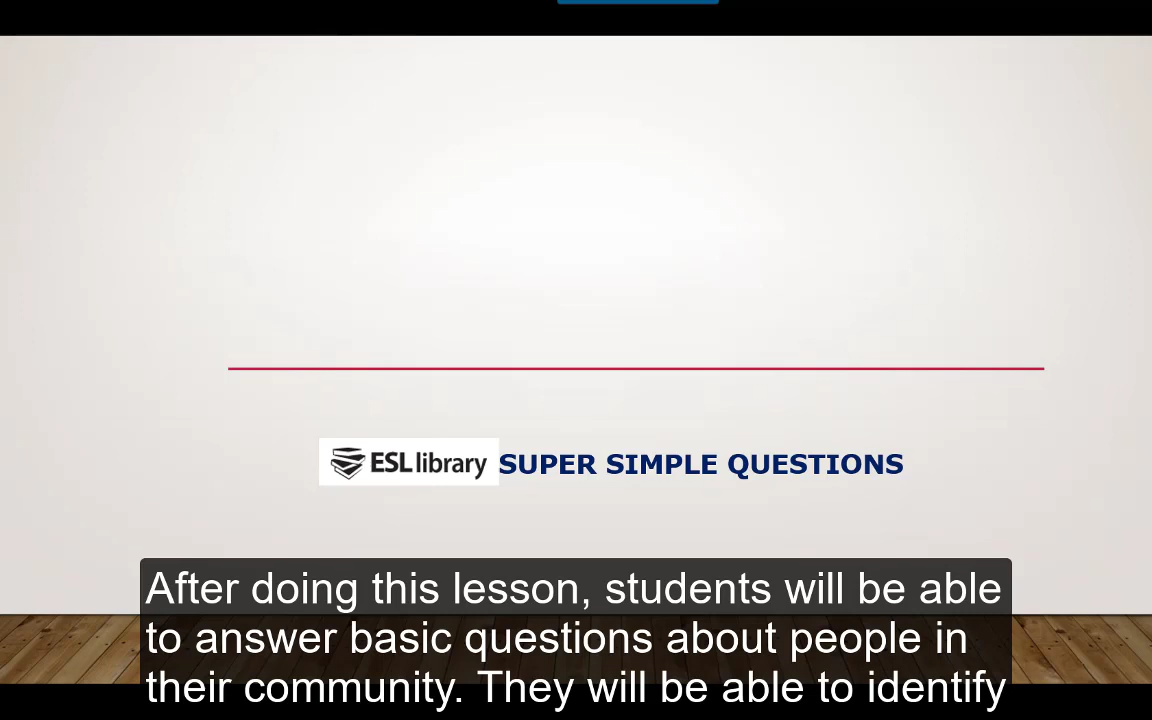 ESL library SUPER SIMPLE QUESTIONS
After doing this lesson, students will be able
to answer basic questions about people in
their community. They will be able to identify